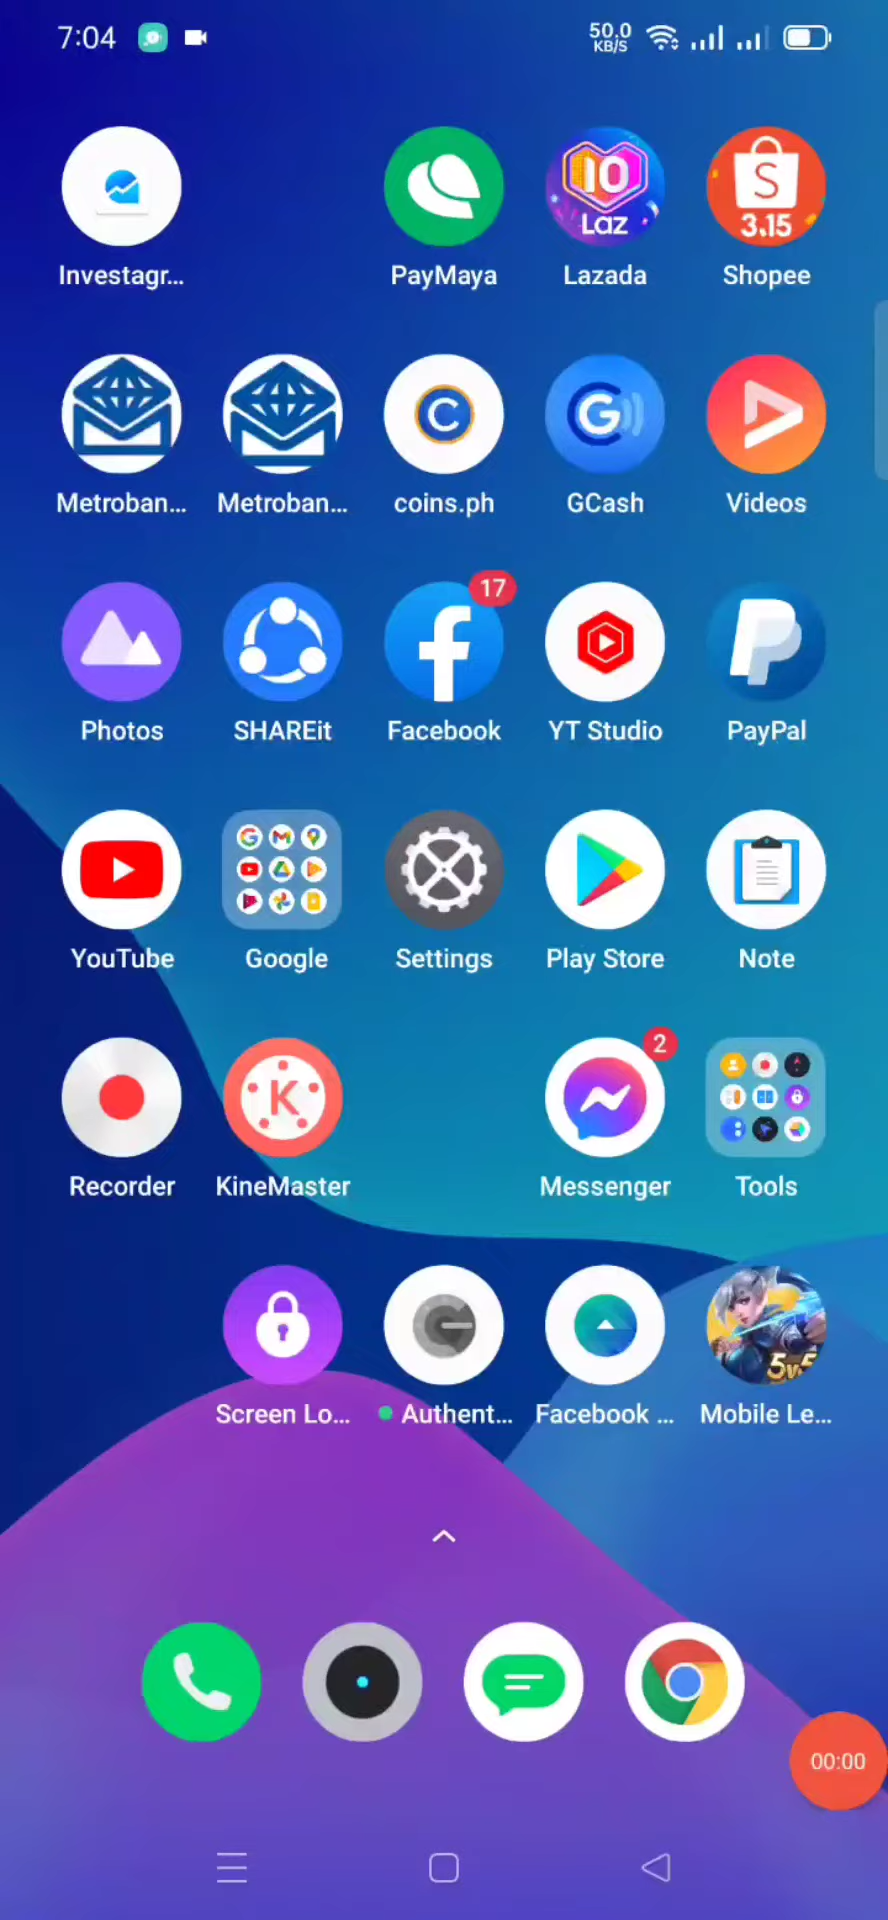 7:04
50.0
KB/S
10
Laz
S
3.15
Investagr...
PayMaya
Lazada
Shopee
C
G
Metroban...
Metroban...
coins.ph
GCash
Videos
17
f
Photos
SHAREit
Facebook
YT Studio
PayPal
YouTube
Google
Settings
Play Store
Note
2
K
Recorder
KineMaster
Messenger
Tools
5v5
Screen Lo...
Authent...
Facebook ...
Mobile Le...
00:00